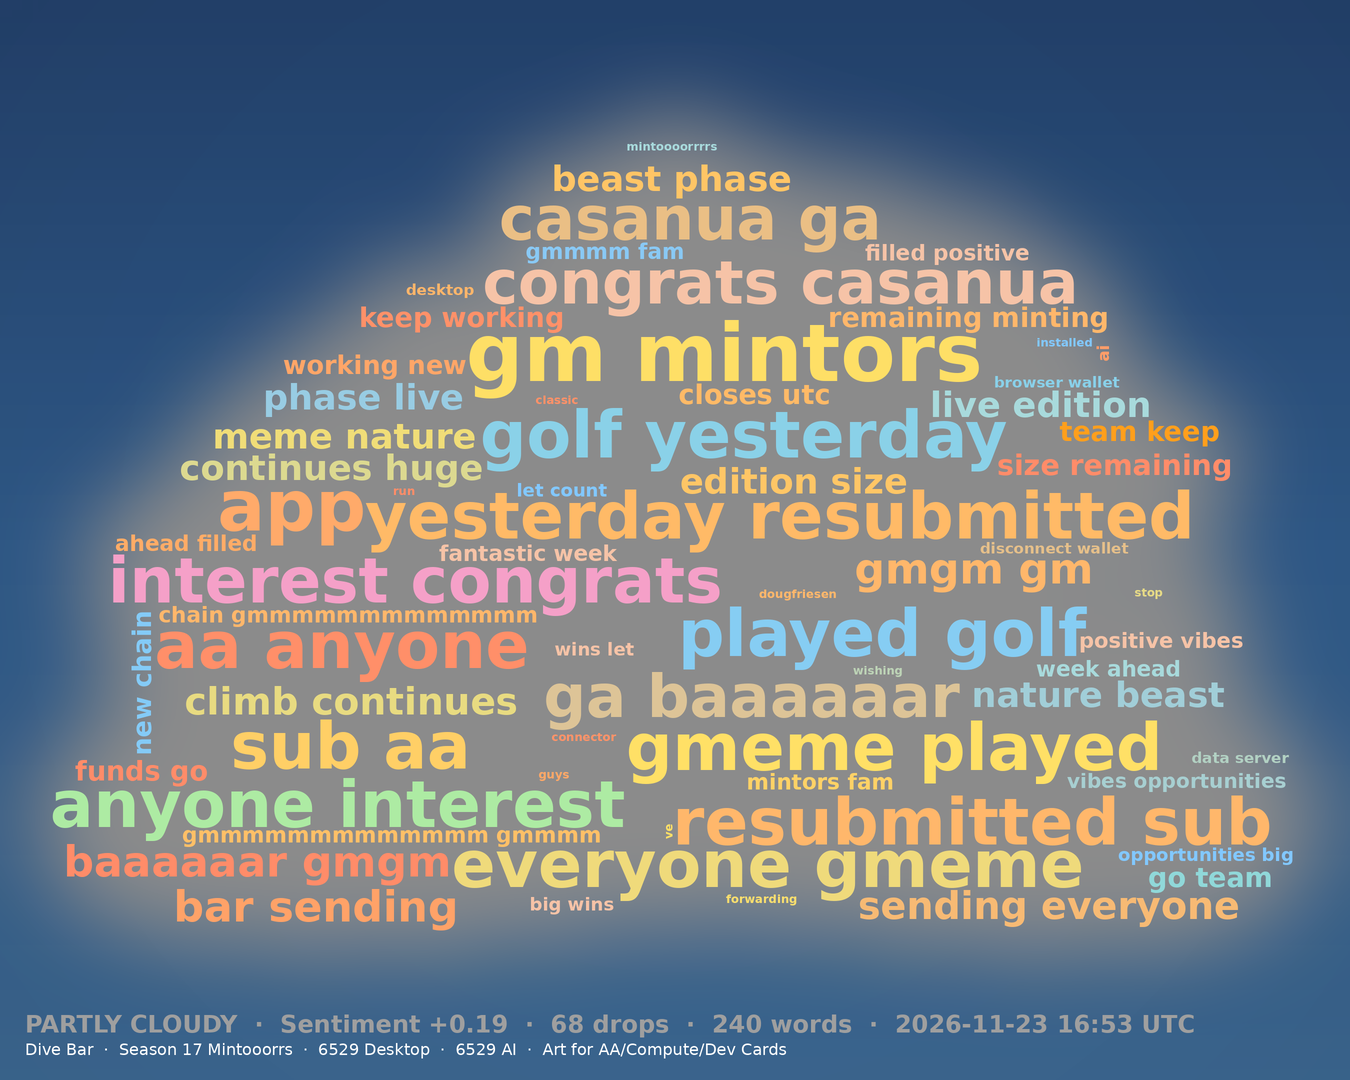 mintoooorrrrs
beast phase
casanua ga
gmmmm fam
filled positive
congrats casanua
desktop
keep working
remaining minting
gm mintors
installed
ai
working new
browser wallet
phase live
classic
closes utc
live edition
meme nature
golf yesterday
team keep
continues huge
size remaining
edition size
app
run
let count
yesterday resubmitted
ahead filled
fantastic week
disconnect wallet
interest congrats
gmgm gm
dougfriesen
stop
chain gmmmmmmmmmmmmmm
new chain
aa anyone
wins let
played golf
positive vibes
wishing
week ahead
climb continues
ga baaaaaar
nature beast
sub aa
connector
gmeme played
data server
funds go
guys
mintors fam
vibes opportunities
anyone interest
gmmmmmmmmmmmmmm gmmmm
ve
resubmitted sub
baaaaaar gmgm
everyone gmeme
opportunities big
go team
bar sending
big wins
forwarding
sending everyone
PARTLY CLOUDY · Sentiment +0.19 · 68 drops · 240 words · 2026-11-23 16:53 UTC
Dive Bar · Season 17 Mintooorrs · 6529 Desktop · 6529 AI · Art for AA/Compute/Dev Cards